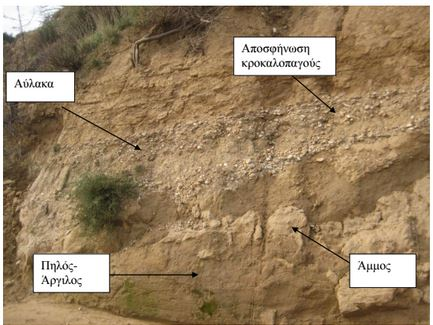 Αποσφήνωση
κροκαλοπαγούς
Αύλακα
Πηλός-
Άργιλος
Άμμος